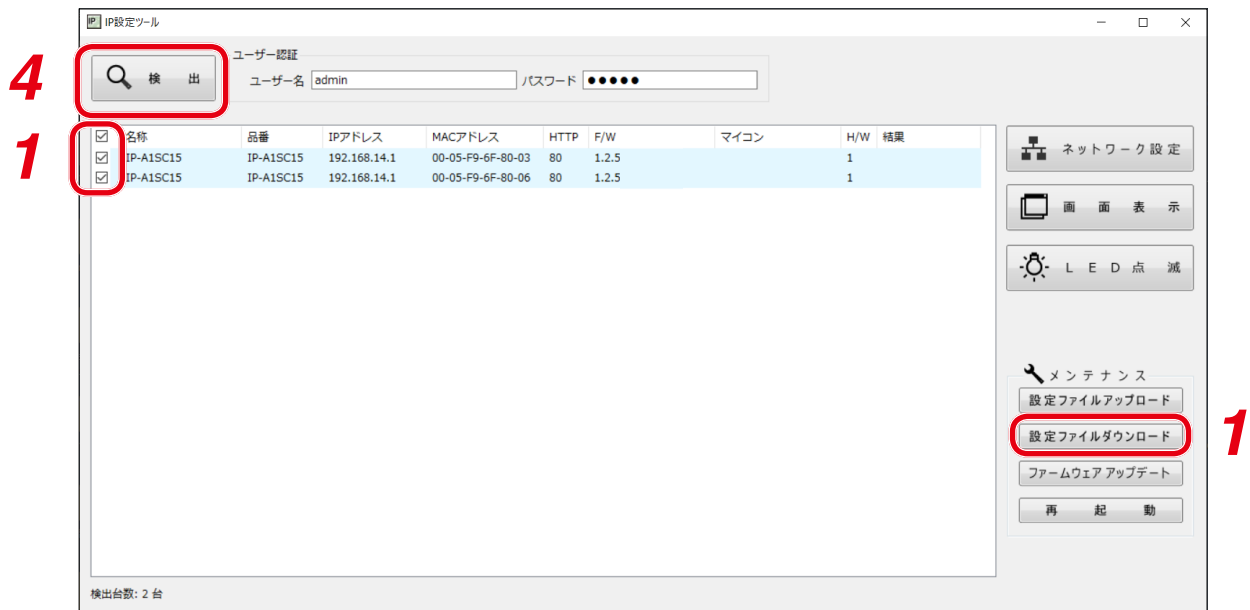 IP IP設定ツール
4
検 出
ユーザー認証
ユーザー名 admin パスワード ●●●●●
1
名称 品番 IPアドレス MACアドレス HTTP F/W マイコン H/W 結果
IP-A1SC15 IP-A1SC15 192.168.14.1 00-05-F9-6F-80-03 80 1.2.5 1
IP-A1SC15 IP-A1SC15 192.168.14.1 00-05-F9-6F-80-06 80 1.2.5 1
ネットワーク設定
画 面 表 示
LED点 滅
メンテナンス
設定ファイルアップロード
設定ファイルダウンロード
1
ファームウェア アップデート
再 起 動
検出台数: 2 台